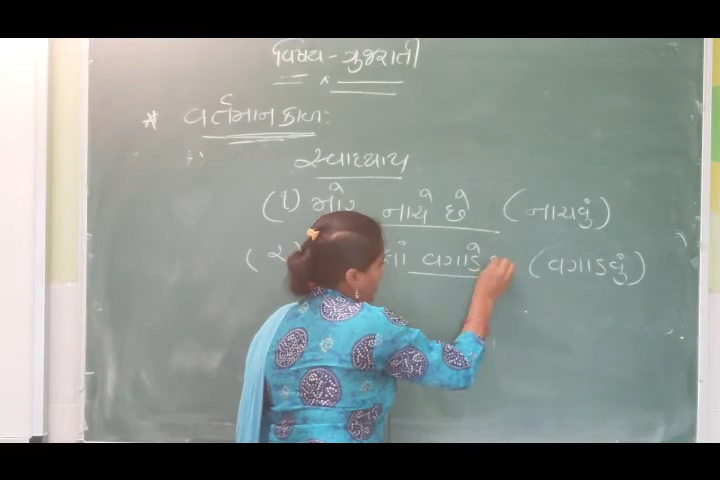 વિષય - ગુજરાતી
* વર્તમાન કાળ:
સ્વાધ્યાય
(૧) મોર નાચે છે (નાચવું)
(૨) વગાડે (વગાડવું)